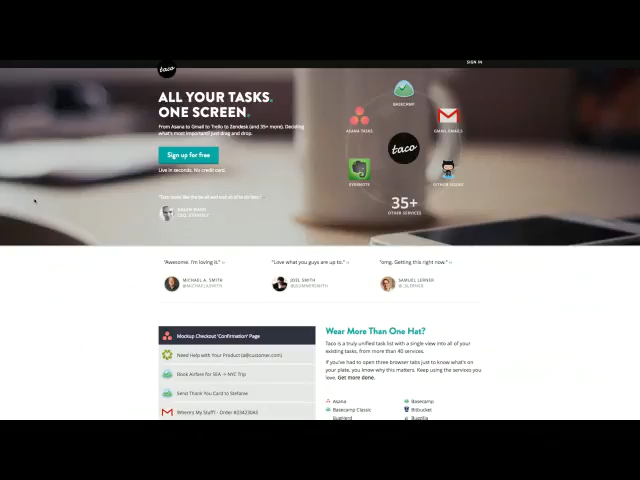 taco
SIGN IN
ALL YOUR TASKS.
ONE SCREEN.
From Asana to Gmail to Trello to Zendesk (and 35+ more). Deciding
what's most important? Just drag and drop.
Sign up for free
Live in seconds. No credit card.
BASECAMP
ASANA TASKS
GMAIL EMAILS
taco
EVERNOTE
GITHUB ISSUES
35+
OTHER SERVICES
"Awesome. I'm loving it."
MICHAEL A. SMITH
@MICHAELASMITH
"Love what you guys are up to."
JOEL SMITH
"omg. Getting this right now."
SAMUEL LERNER
Mockup Checkout 'Confirmation' Page
Need Help with Your Product (a@customer.com)
Book Airfare for SEA -> NYC Trip
Send Thank You Card to Stefanie
Where's My Stuff? - Order #234230AS
Wear More Than One Hat?
Taco is a truly unified task list with a single view into all of your
existing tasks, from more than 40 services.
If you've had to open three browser tabs just to know what's on
your plate, you know why this matters. Keep using the services you
love. Get more done.
Asana
Basecamp
Basecamp Classic
Bitbucket
BugHerd
Bugzilla